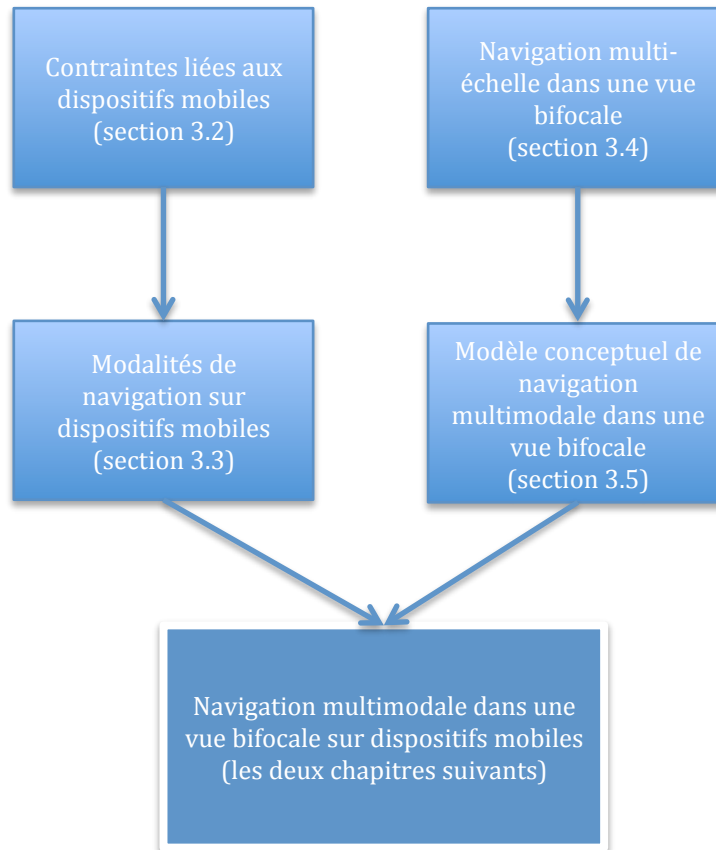 Contraintes liées aux
dispositifs mobiles
(section 3.2)
Navigation multi-
échelle dans une vue
bifocale
(section 3.4)
Modalités de
navigation sur
dispositifs mobiles
(section 3.3)
Modèle conceptuel de
navigation
multimodale dans une
vue bifocale
(section 3.5)
Navigation multimodale dans une
vue bifocale sur dispositifs mobiles
(les deux chapitres suivants)